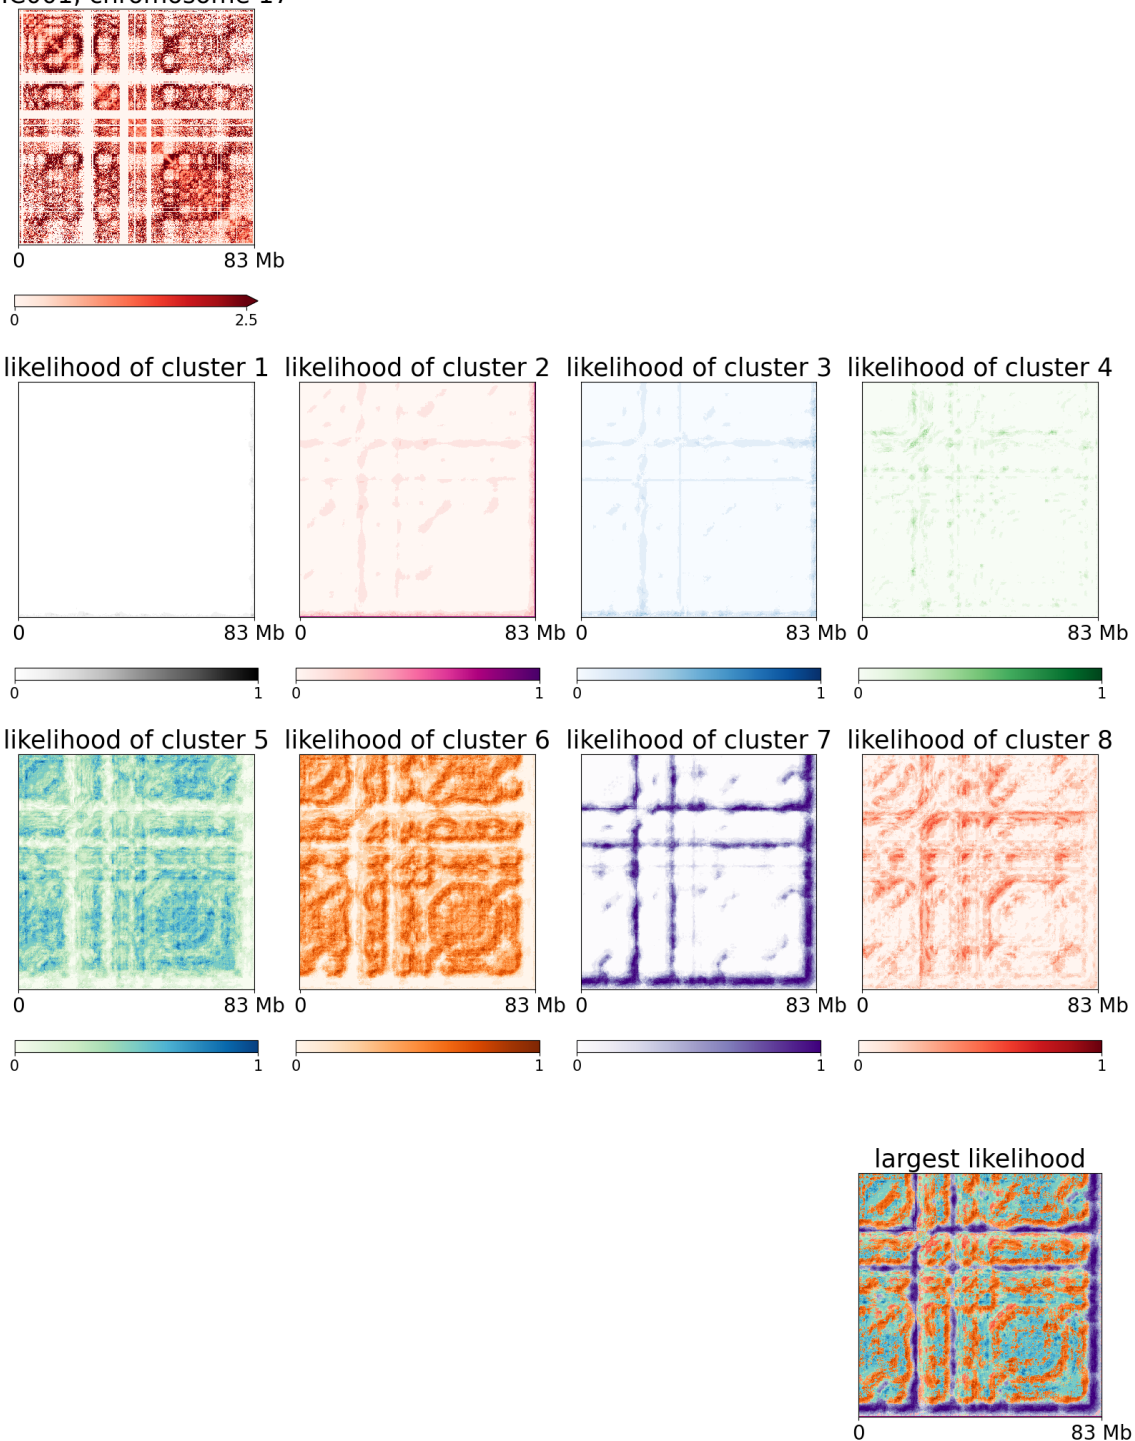 chromosome 17
0 83 Mb
0 2.5
likelihood of cluster 1 likelihood of cluster 2 likelihood of cluster 3 likelihood of cluster 4
0 83 Mb 0 83 Mb 0 83 Mb 0 83 Mb
0 1 0 1 0 1 0 1
likelihood of cluster 5 likelihood of cluster 6 likelihood of cluster 7 likelihood of cluster 8
0 83 Mb 0 83 Mb 0 83 Mb 0 83 Mb
0 1 0 1 0 1 0 1
largest likelihood
0 83 Mb